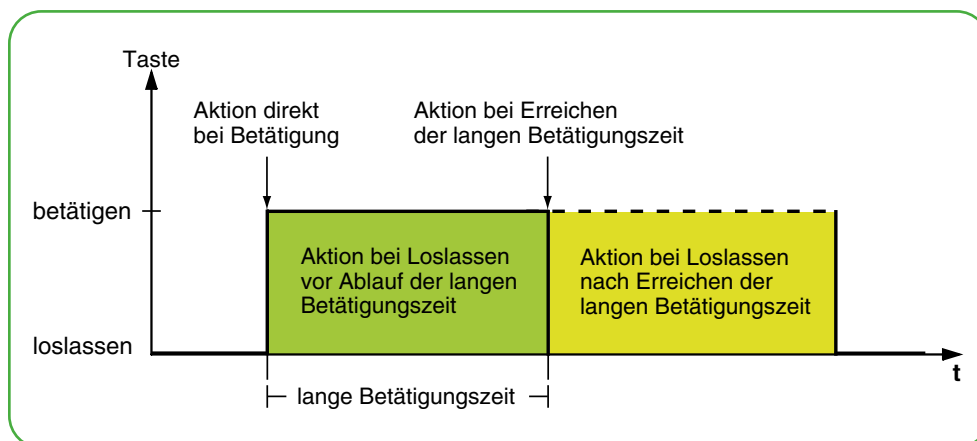 Taste
Aktion direkt
bei Betätigung
Aktion bei Erreichen
der langen Betätigungszeit
betätigen
Aktion bei Loslassen
vor Ablauf der langen
Betätigungszeit
Aktion bei Loslassen
nach Erreichen der
langen Betätigungszeit
loslassen
t
lange Betätigungszeit